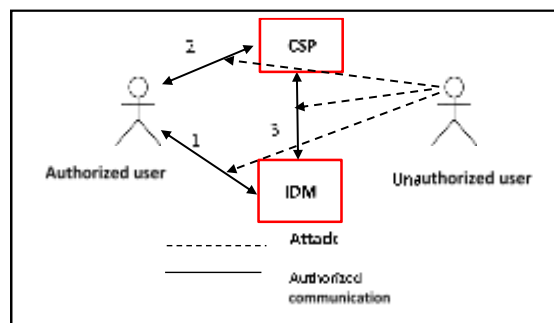 2
CSP
1
3
Authorized user
Unauthorized user
IDM
Attack
Authorized
communication